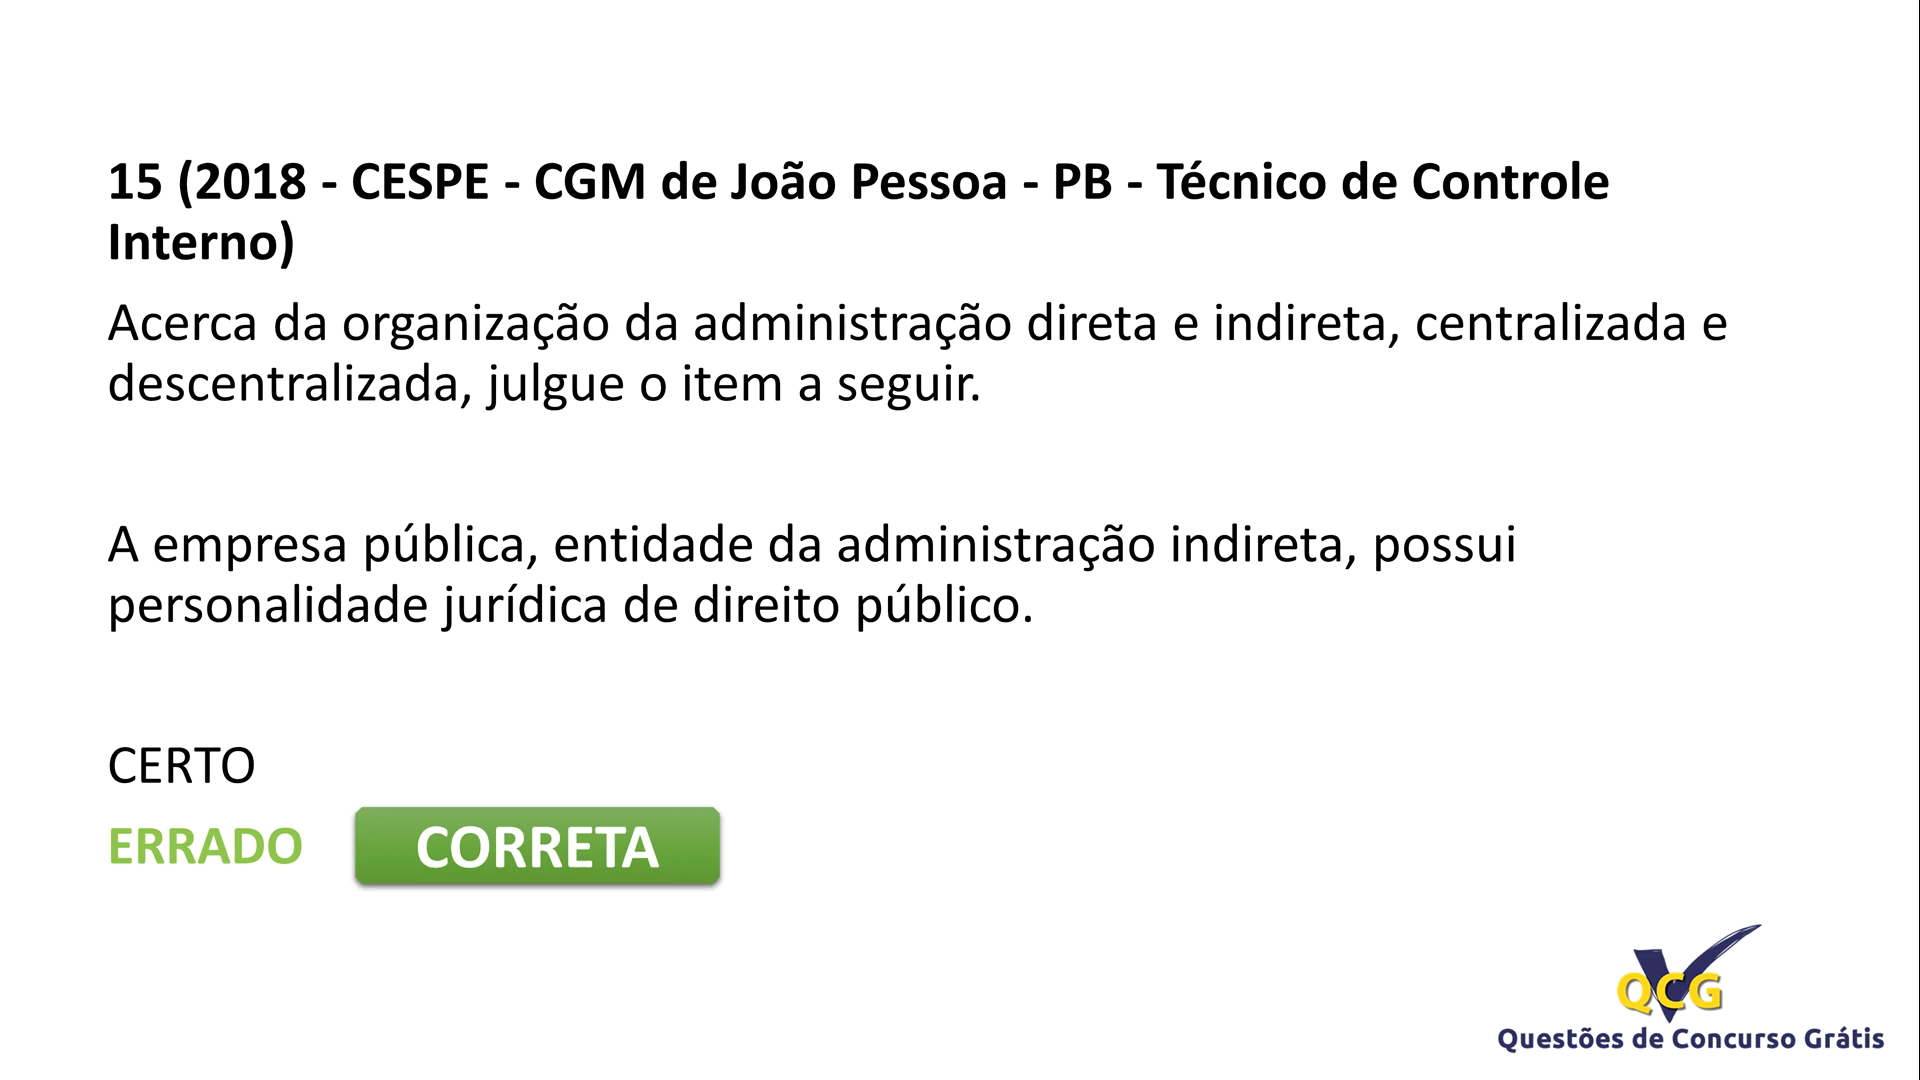 15 (2018 - CESPE - CGM de João Pessoa - PB - Técnico de Controle
Interno)
Acerca da organização da administração direta e indireta, centralizada e
descentralizada, julgue o item a seguir.
A empresa pública, entidade da administração indireta, possui
personalidade jurídica de direito público.
CERTO
ERRADO CORRETA
QCG
Questões de Concurso Grátis